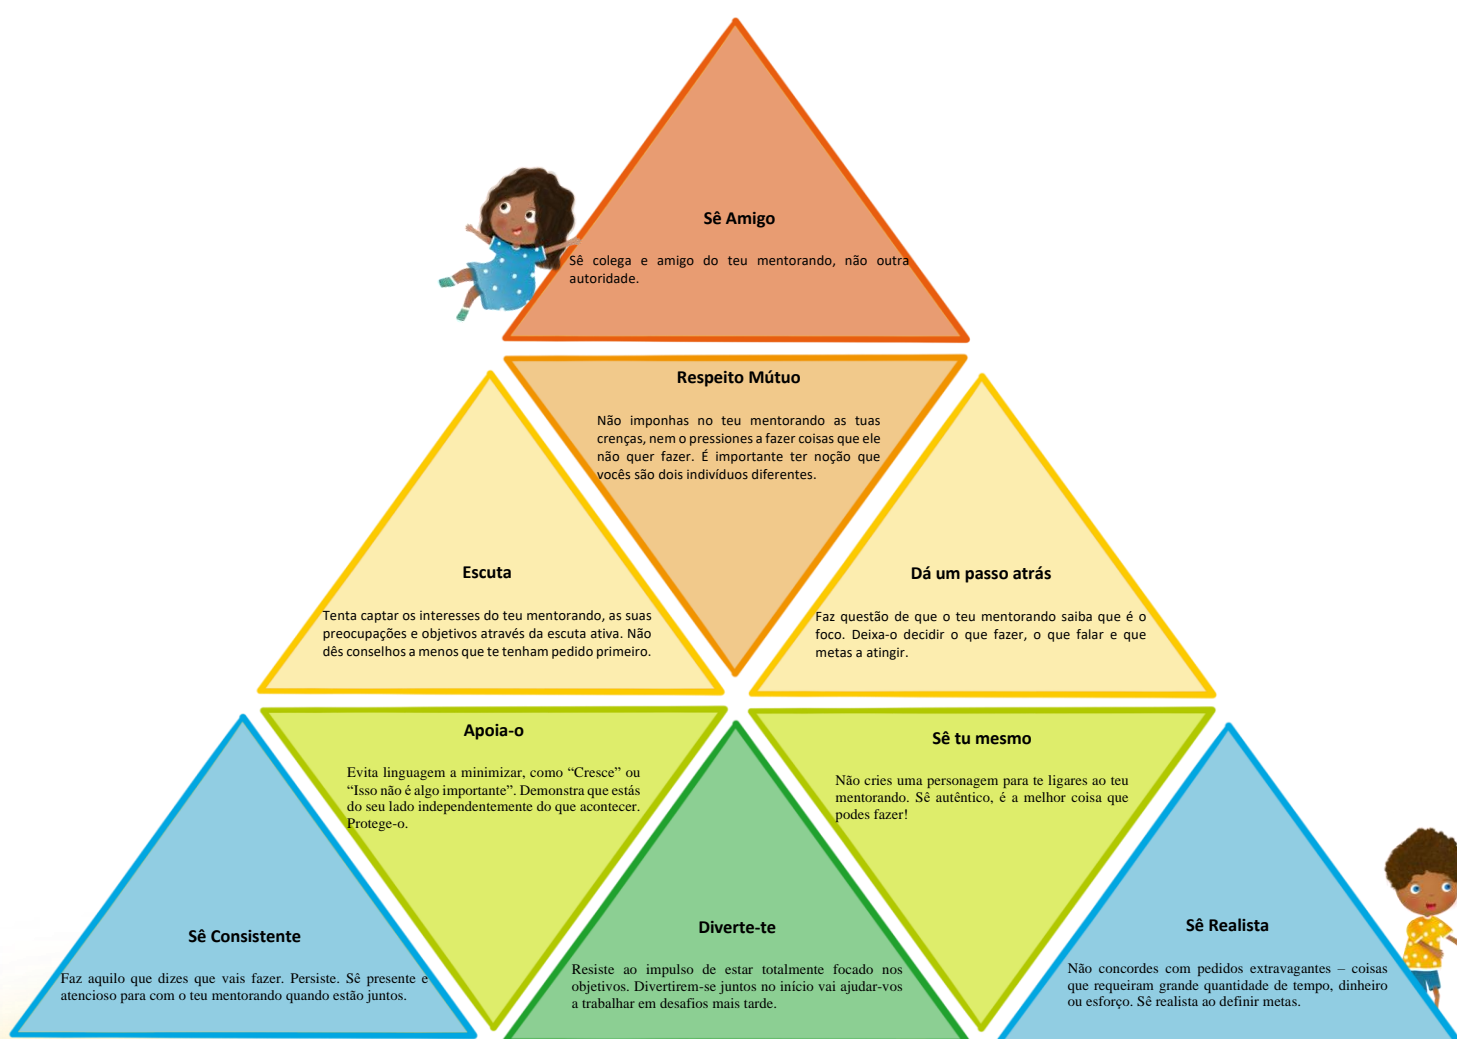 Sê Amigo
Sê colega e amigo do teu mentorando, não outra
autoridade.
Respeito Mútuo
Não imponhas no teu mentorando as tuas
crenças, nem o pressiones a fazer coisas que ele
não quer fazer. É importante ter noção que
vocês são dois indivíduos diferentes.
Escuta
Tenta captar os interesses do teu mentorando, as suas
preocupações e objetivos através da escuta ativa. Não
dês conselhos a menos que te tenham pedido primeiro.
Dá um passo atrás
Faz questão de que o teu mentorando saiba que é o
foco. Deixa-o decidir o que fazer, o que falar e que
metas a atingir.
Apoia-o
Evita linguagem a minimizar, como “Cresce” ou
“Isso não é algo importante”. Demonstra que estás
do seu lado independentemente do que acontecer.
Protege-o.
Sê tu mesmo
Não cries uma personagem para te ligares ao teu
mentorando. Sê autêntico, é a melhor coisa que
podes fazer!
Sê Consistente
Faz aquilo que dizes que vais fazer. Persiste. Sê presente e
atencioso para com o teu mentorando quando estão juntos.
Diverte-te
Resiste ao impulso de estar totalmente focado nos
objetivos. Divertirem-se juntos no início vai ajudar-vos
a trabalhar em desafios mais tarde.
Sê Realista
Não concordes com pedidos extravagantes – coisas
que requeiram grande quantidade de tempo, dinheiro
ou esforço. Sê realista ao definir metas.